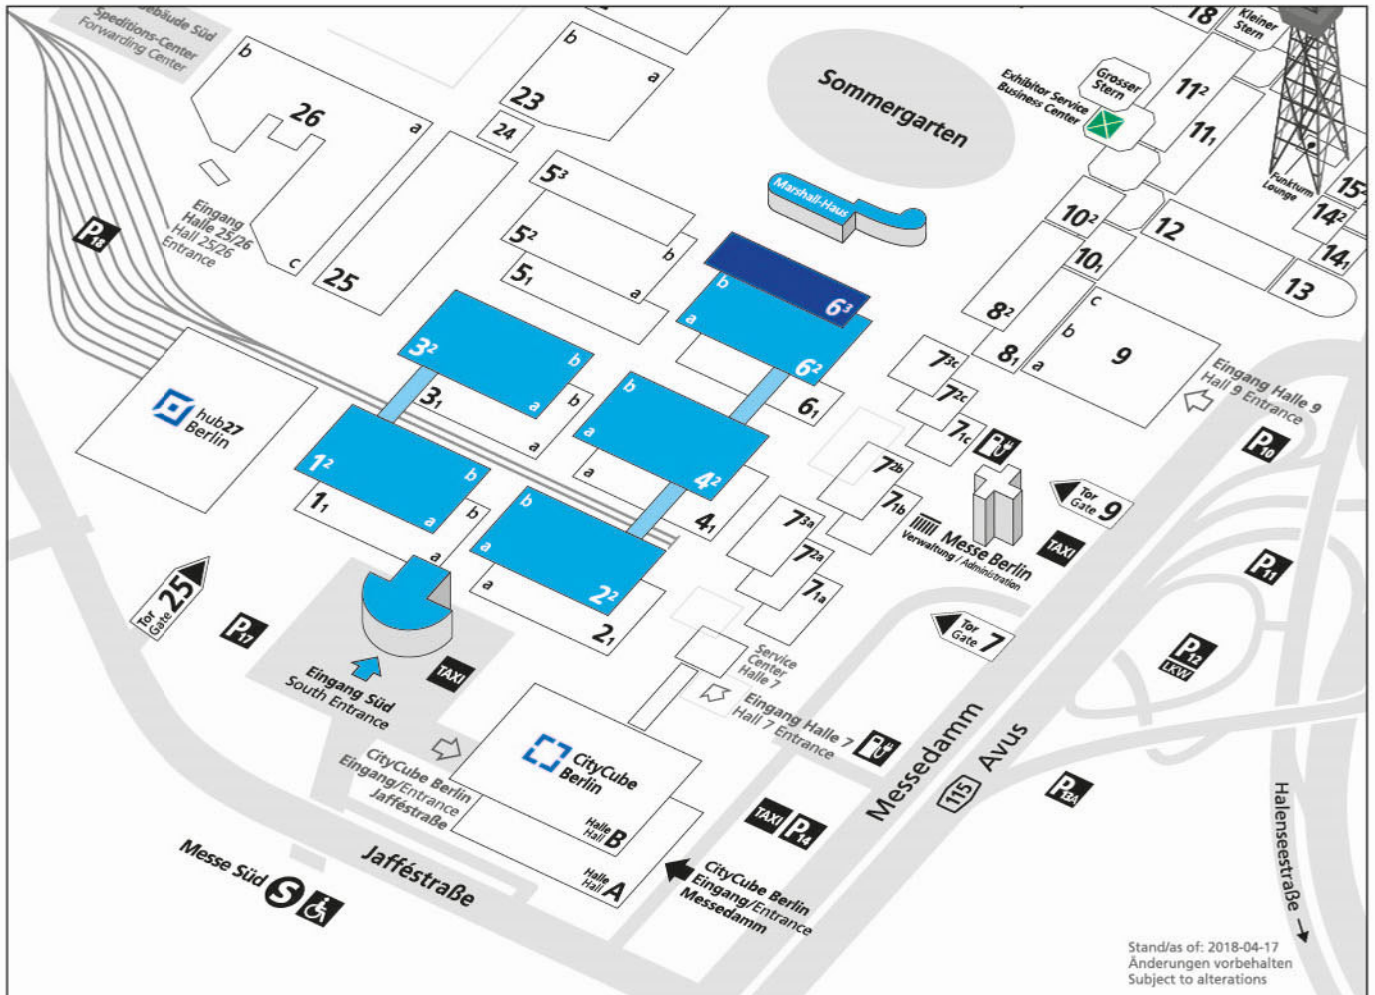 Gebäude Süd
Speditions-Center
Forwarding Center
b
26
a
c
Eingang
Halle 25/26
Hall 25/26
Entrance
P18
25
b
a
23
24
5³
5²
b
a
5₁
Sommergarten
Marshall-Haus
Exhibitor Service
Business Center
Grosser
Stern
18
Kleiner
Stern
11²
11₁
Funkturm
Lounge
15²
14²
14₁
13
12
10²
10₁
8²
8₁
c
b
a
9
Eingang Halle 9
Hall 9 Entrance
6³
b
a
6²
6₁
3²
b
a
3₁
b
a
b
a
4²
a
4₁
1²
b
a
1₁
b
a
b
a
2²
a
2₁
7³ᶜ
7²ᶜ
7₁c
7²ᵇ
7₁b
7³ᵃ
7²ᵃ
7₁a
hub27
Berlin
Messe Berlin
Verwaltung / Administration
TAXI
Tor
Gate 9
P10
P11
P12
LKW
P13A
Tor
Gate 7
Tor
Gate 25
P17
TAXI
Eingang Süd
South Entrance
Service
Center
Halle 7
Eingang Halle 7
Hall 7 Entrance
CityCube
Berlin
CityCube Berlin
Eingang/Entrance
Jafféstraße
Halle
Hall B
Halle
Hall A
TAXI P14
CityCube Berlin
Eingang/Entrance
Messedamm
Messedamm
115 Avus
Halenseestraße
Jafféstraße
Messe Süd S
Stand/as of: 2018-04-17
Änderungen vorbehalten
Subject to alterations